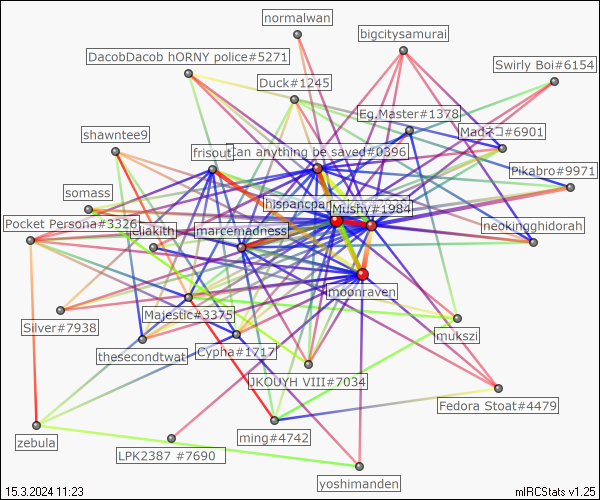 normalwan
bigcitysamurai
DacobDacob hORNY police#5271
Swirly Boi#6154
Duck#1245
Eg.Master#1378
shawntee9
Madネコ#6901
frisout
Can anything be sayed#0396
Pikabro#9971
somass
hispancpa
Mushy#1984
Pocket Persona#3326
eliakith
marcemadness
neokingghidorah
moonraven
Majestic#3375
Silver#7938
mukszi
thesecondtwat
Cypha#1717
JKOUYH VIII#7034
Fedora Stoat#4479
zebula
ming#4742
LPK2387 #7690
yoshimanden
15.3.2024 11:23
mIRCStats v1.25